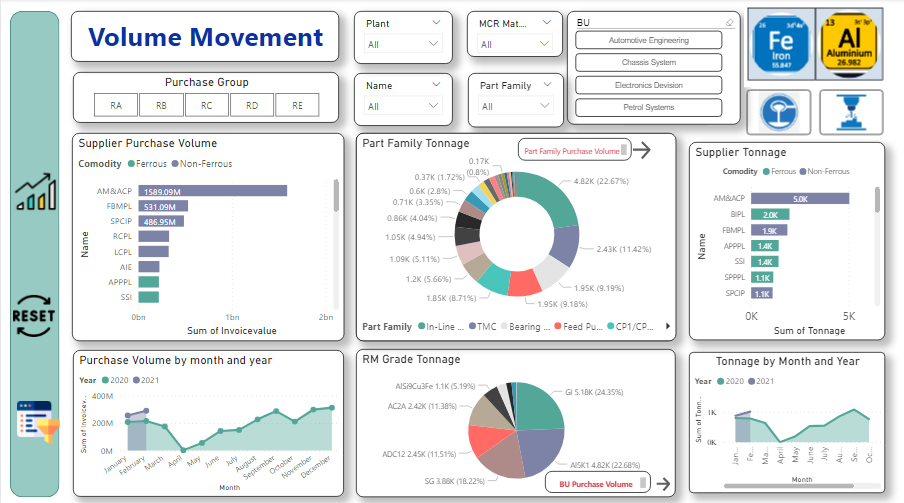 Volume Movement
Plant
All
MCR Mat...
All
BU
Automotive Engineering
Chassis System
Electronics Devision
Petrol Systems
26 3d⁶4s²
Fe
Iron
55.847
13
Al
Aluminium
26.982
Purchase Group
RA RB RC RD RE
Name
All
Part Family
All
RESET
Supplier Purchase Volume
Comodity Ferrous Non-Ferrous
Name
AM&ACP 1589.09M
FBMPL 531.09M
SPCIP 486.95M
RCPL
LCPL
AIE
APPPL
SSI
0bn 1bn 2bn
Sum of Invoicevalue
Part Family Tonnage
Part Family Purchase Volume
4.82K (22.67%)
2.43K (11.42%)
1.95K (9.19%)
1.95K (9.18%)
1.85K (8.71%)
1.2K (5.66%)
1.09K (5.11%)
1.05K (4.94%)
0.86K (4.04%)
0.71K (3.35%)
0.6K (2.8%)
0.37K (1.72%)
0.17K
(0.8%)
Part Family In-Line ... TMC Bearing ... Feed Pu... CP1/CP...
Supplier Tonnage
Comodity Ferrous Non-Ferrous
Name
AM&ACP 5.0K
BIPL 2.0K
FBMPL 1.9K
APPPL 1.4K
SSI 1.4K
SPPPL 1.1K
SPCIP 1.1K
0K 5K
Sum of Tonnage
Purchase Volume by month and year
Year 2020 2021
Sum of Invoicev...
400M
200M
0M
January
February
March
April
May
June
July
August
September
October
November
December
Month
RM Grade Tonnage
GI 5.18K (24.35%)
AI5K1 4.82K (22.68%)
SG 3.88K (18.22%)
ADC12 2.45K (11.51%)
AC2A 2.42K (11.38%)
AlSi9Cu3Fe 1.1K (5.19%)
BU Purchase Volume
Tonnage by Month and Year
Year 2020 2021
Sum of Tonn...
1K
0K
Jan...
Fe...
Ma...
April
May
June
July
Au...
Se...
Oc...
Month